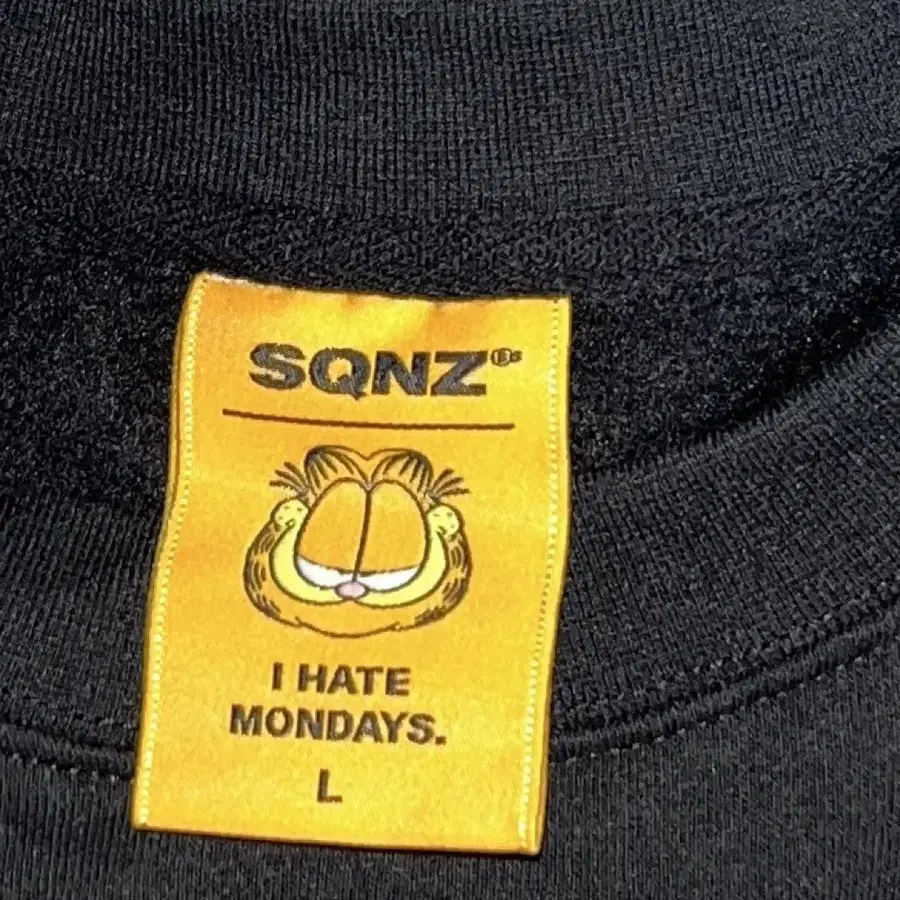 SQNZ®
I HATE
MONDAYS.
L